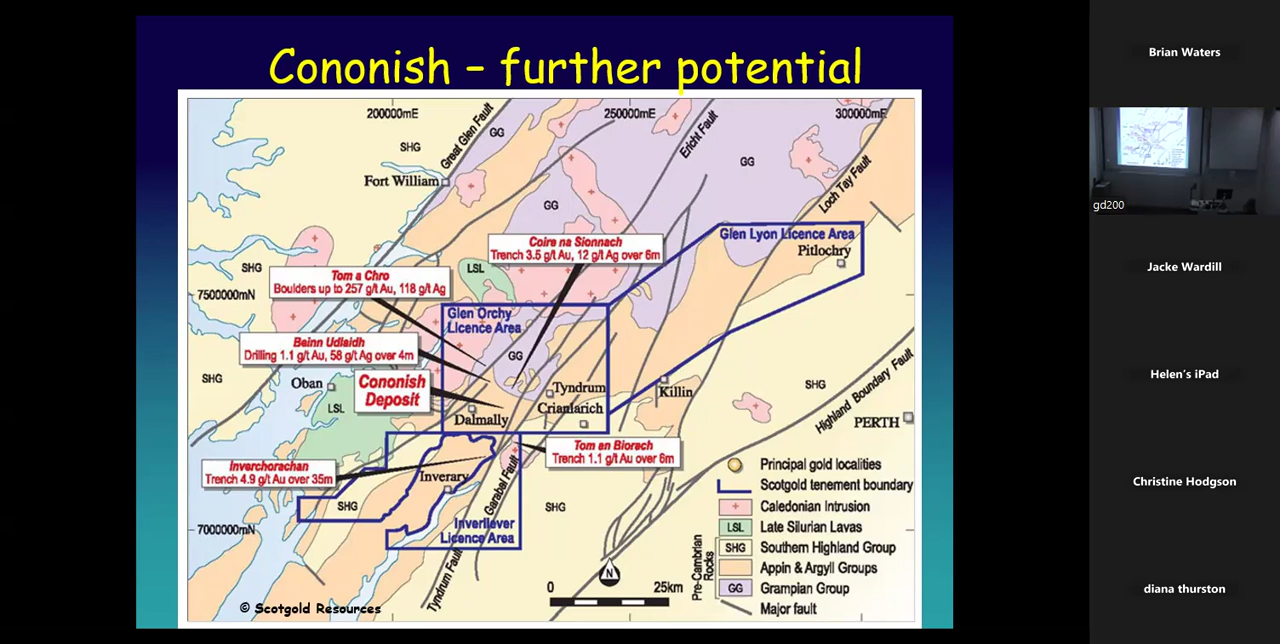 Cononish – further potential
200000mE
250000mE
300000mE
GG
SHG
Great Glen Fault
Ericht Fault
GG
Fort William
Loch Tay Fault
GG
Coire na Sionnach
Trench 3.5 g/t Au, 12 g/t Ag over 6m
Glen Lyon Licence Area
Pitlochry
SHG
LSL
Tom a Chro
Boulders up to 257 g/t Au, 118 g/t Ag
7500000mN
Glen Orchy
Licence Area
Beinn Udlaidh
Drilling 1.1 g/t Au, 58 g/t Ag over 4m
GG
SHG
Oban
Cononish
Deposit
Tyndrum
Killin
SHG
Highland Boundary Fault
LSL
Dalmally
Crianlarich
PERTH
Tom an Biorach
Trench 1.1 g/t Au over 6m
Inverchorachan
Trench 4.9 g/t Au over 35m
Inverary
Garabal Fault
SHG
SHG
Inverliever
Licence Area
7000000mN
Tyndrum Fault
N
0
25km
Principal gold localities
Scotgold tenement boundary
Caledonian Intrusion
LSL Late Silurian Lavas
Pre-Cambrian
Rocks
SHG Southern Highland Group
Appin & Argyll Groups
GG Grampian Group
Major fault
© Scotgold Resources
Brian Waters
gd200
Jacke Wardill
Helen's iPad
Christine Hodgson
diana thurston